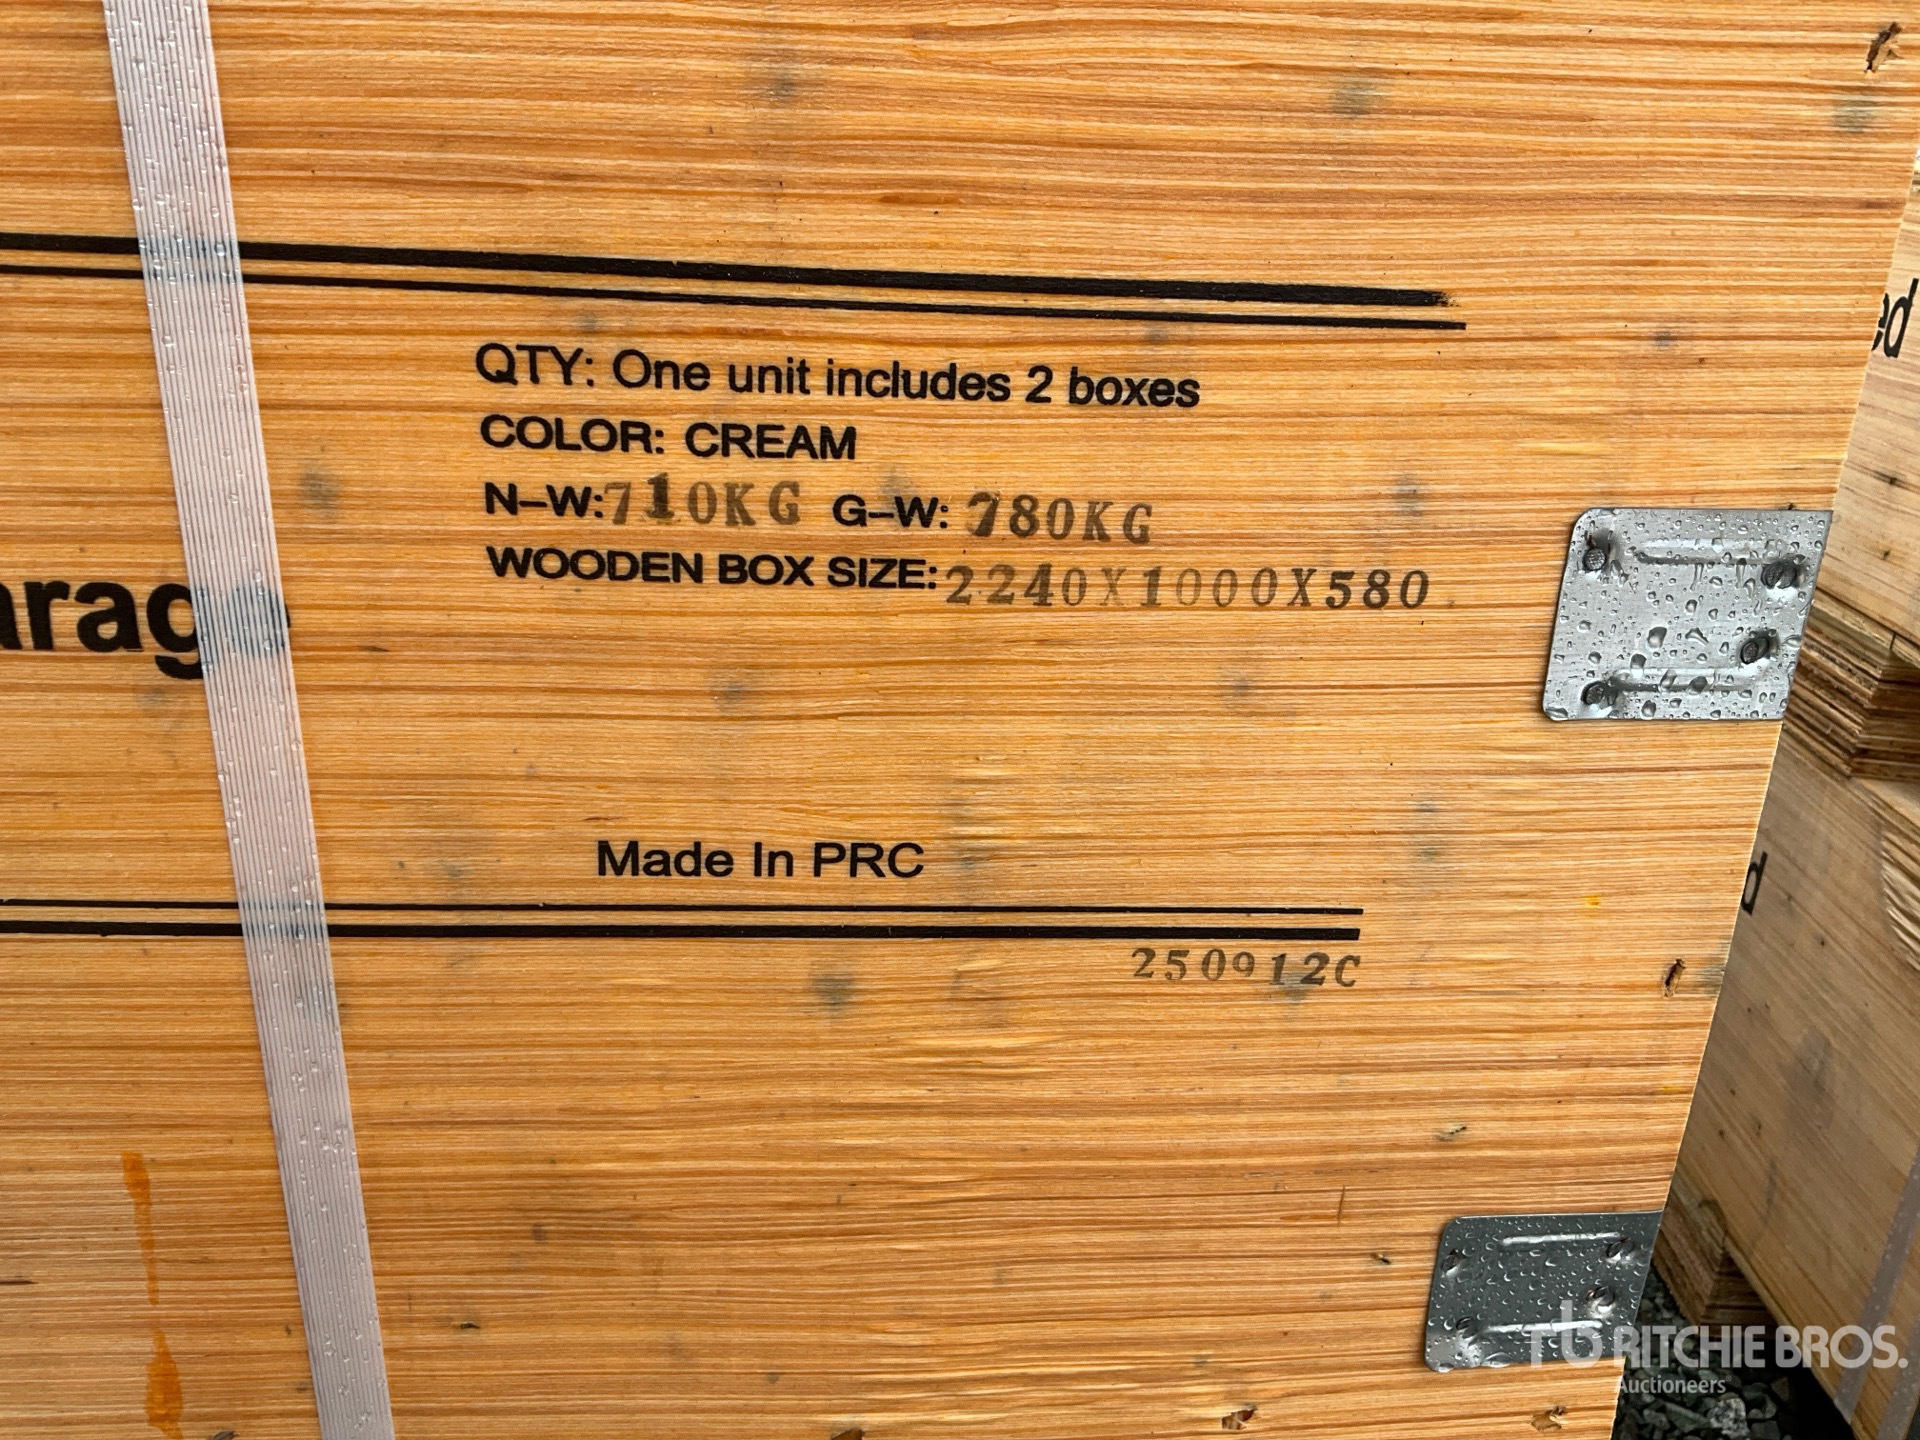 QTY: One unit includes 2 boxes
COLOR: CREAM
N-W:710KG G-W: 780KG
WOODEN BOX SIZE:2240X1000X580
Made In PRC
250912C
rb RITCHIE BROS.
Auctioneers